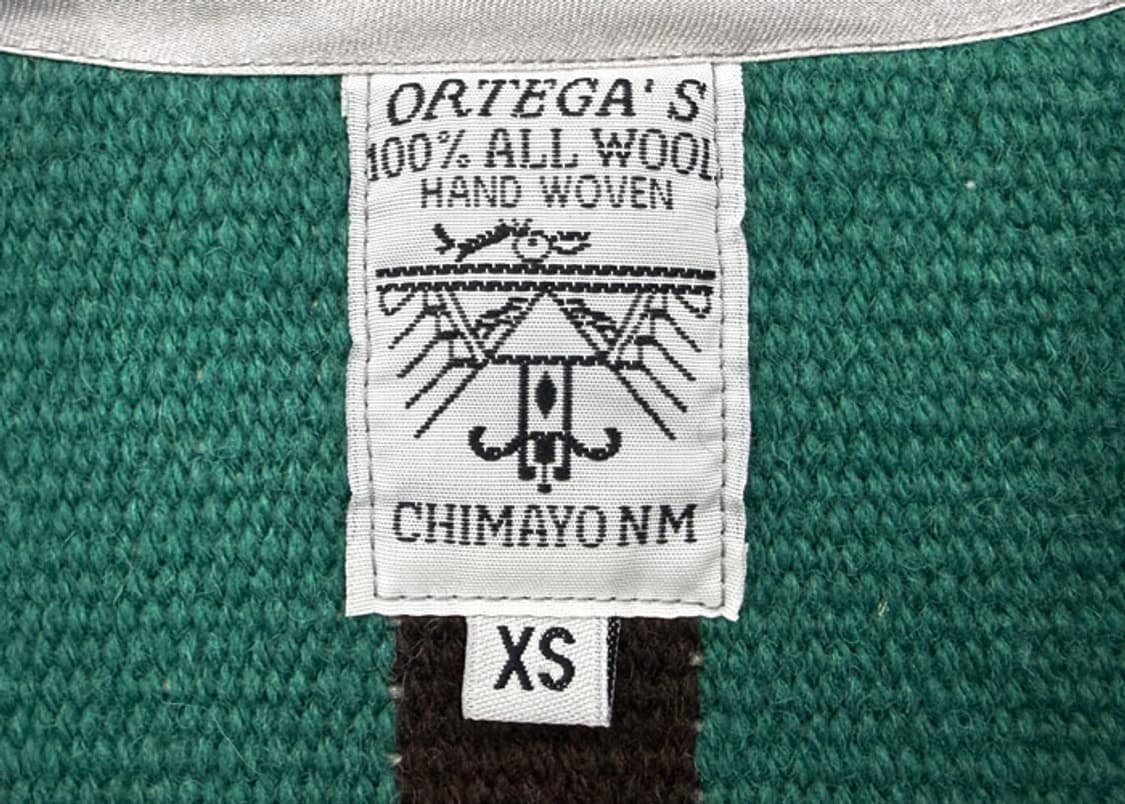 ORTEGA'S
100% ALL WOOL
HAND WOVEN
CHIMAYO NM
XS